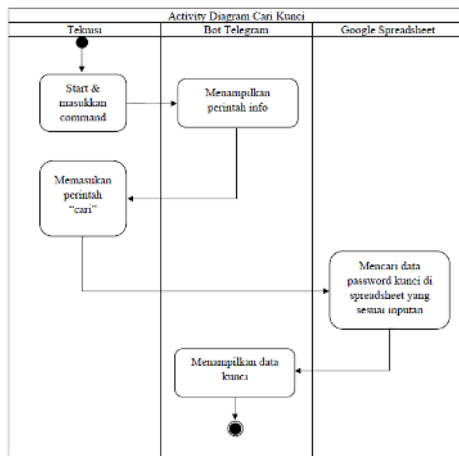 Activity Diagram Cari Kunci
Teknisi
Bot Telegram
Google Spreadsheet
Start &
masukkan
command
Menampilkan
perintah info
Memasukan
perintah
“cari”
Mencari data
password kunci di
spreadsheet yang
sesuai inputan
Menampilkan data
kunci